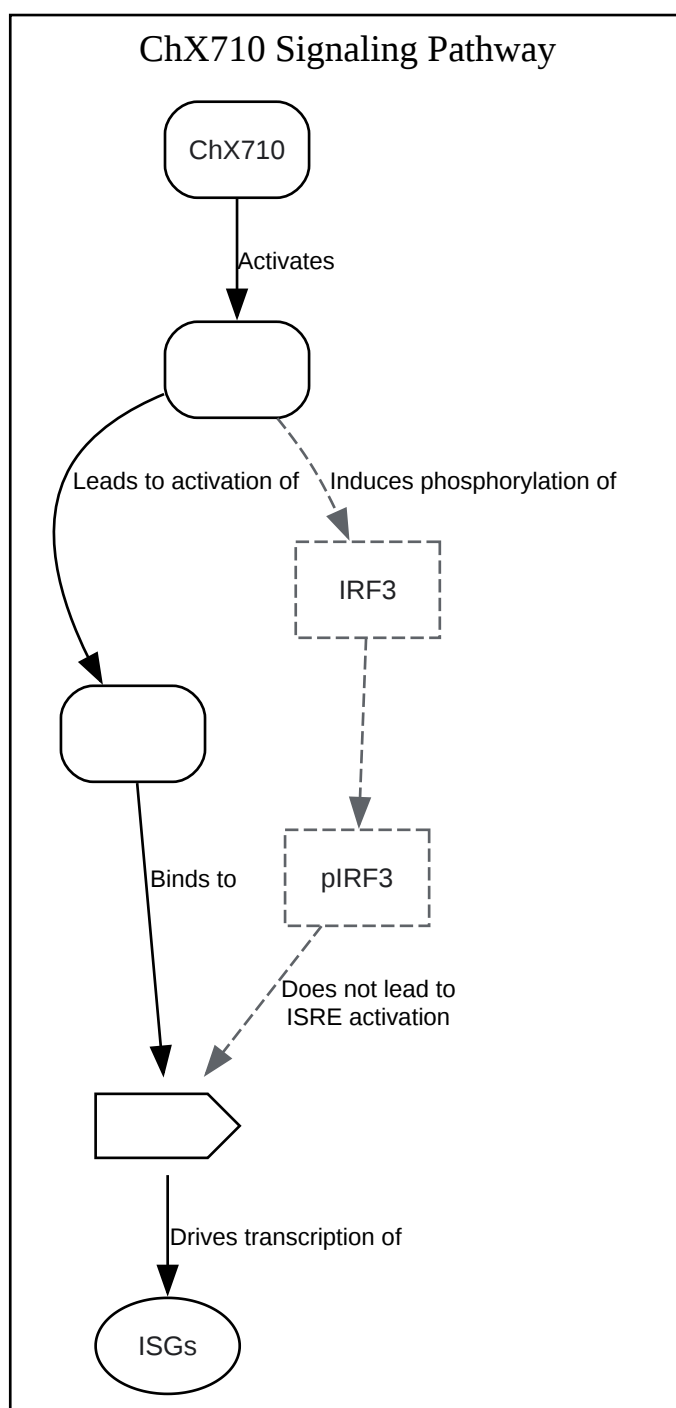 ChX710 Signaling Pathway
ChX710
Activates
Leads to activation of
Induces phosphorylation of
IRF3
pIRF3
Binds to
Does not lead to
ISRE activation
Drives transcription of
ISGs